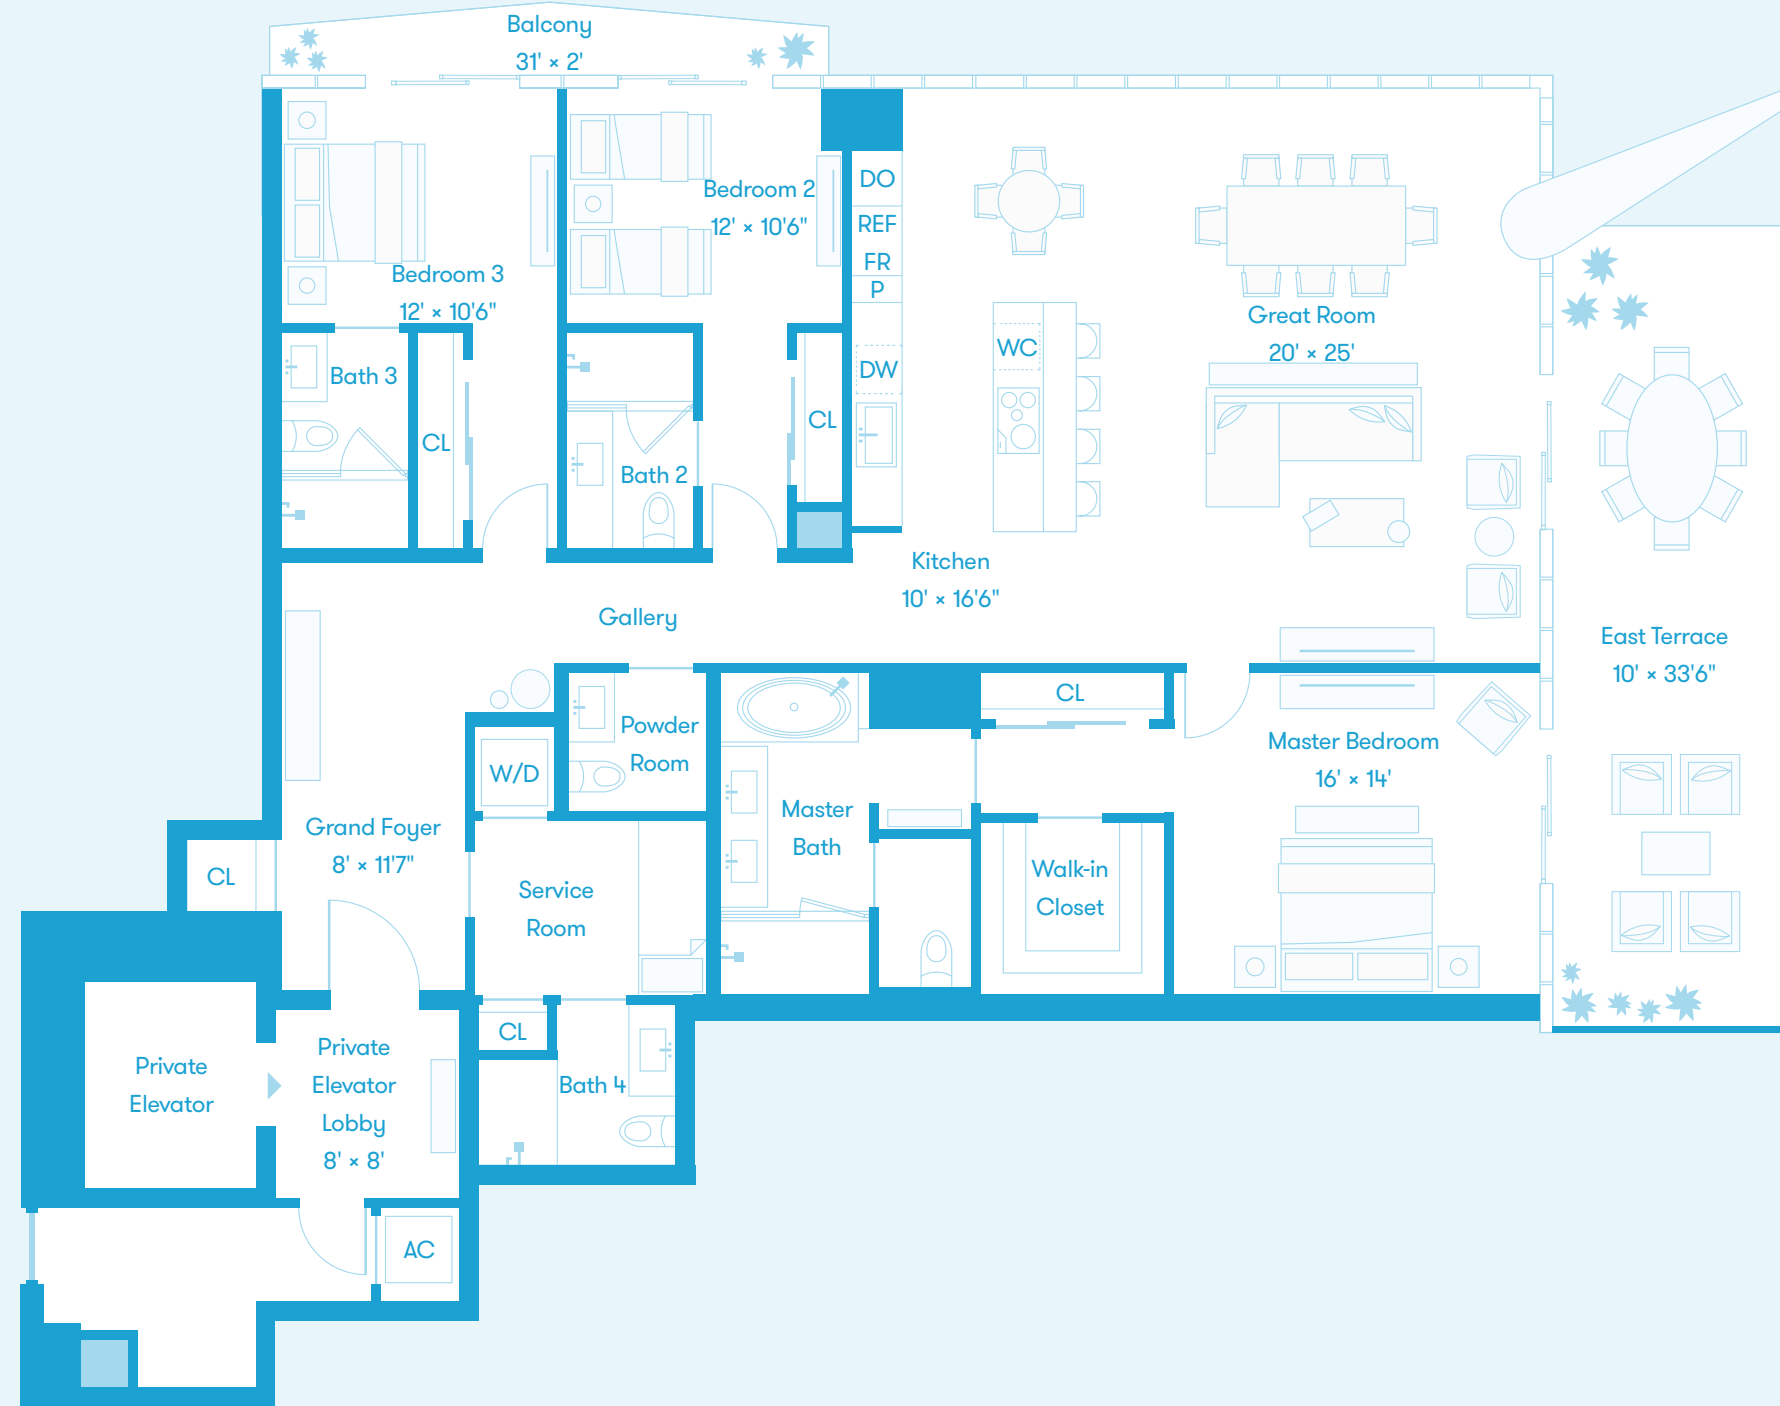 Balcony
31' × 2'
Bedroom 2
12' × 10'6"
DO
REF
FR
P
Bedroom 3
12' × 10'6"
Great Room
20' × 25'
WC
DW
Bath 3
CL
CL
Bath 2
Kitchen
10' × 16'6"
Gallery
East Terrace
10' × 33'6"
CL
Powder
Room
Master Bedroom
16' × 14'
W/D
Master
Bath
Grand Foyer
8' × 11'7"
CL
Walk-in
Closet
Service
Room
CL
Private
Elevator
Private
Elevator
Lobby
8' × 8'
Bath 4
AC